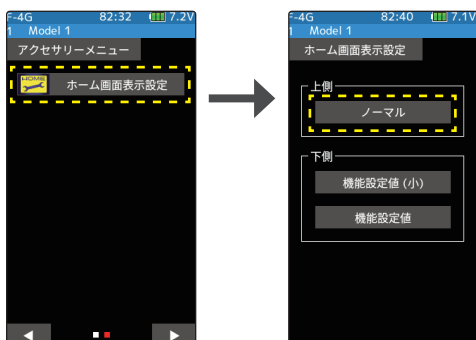 F-4G 82:32 7.2V
1 Model 1
アクセサリーメニュー
HOME ホーム画面表示設定
F-4G 82:40 7.1V
1 Model 1
ホーム画面表示設定
上側
ノーマル
下側
機能設定値 (小)
機能設定値